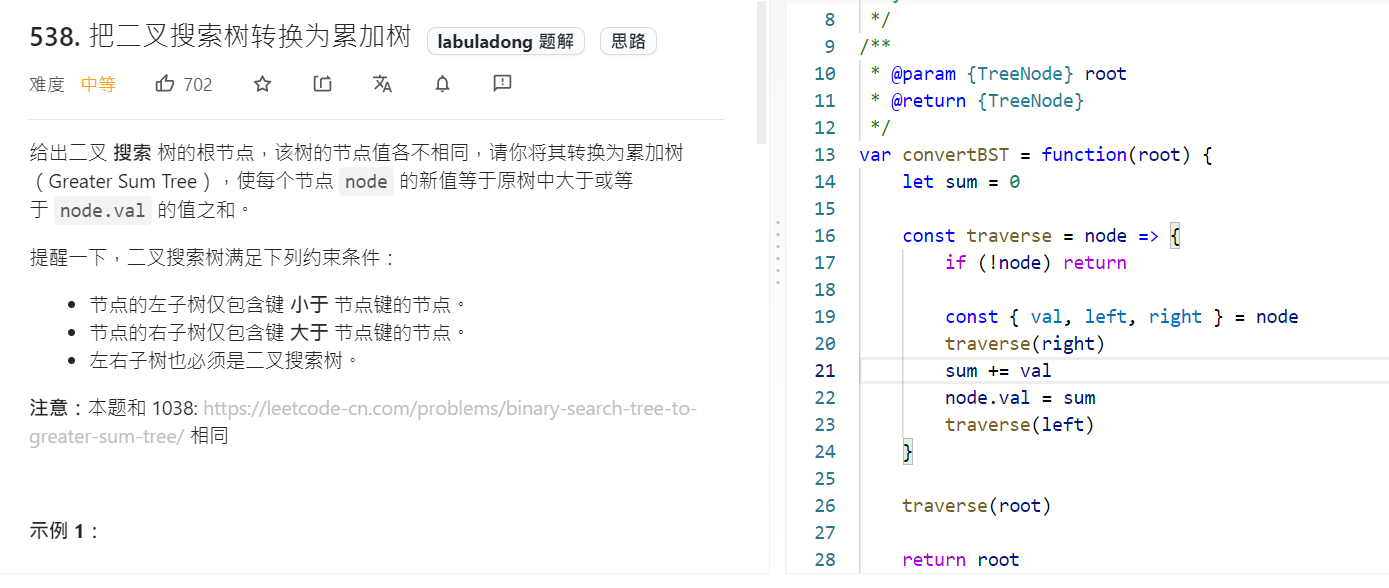 538. 把二叉搜索树转换为累加树 labuladong 题解 思路
难度 中等 702
给出二叉 搜索 树的根节点，该树的节点值各不相同，请你将其转换为累加树
（Greater Sum Tree），使每个节点 node 的新值等于原树中大于或等
于 node.val 的值之和。
提醒一下，二叉搜索树满足下列约束条件：
• 节点的左子树仅包含键 小于 节点键的节点。
• 节点的右子树仅包含键 大于 节点键的节点。
• 左右子树也必须是二叉搜索树。
注意：本题和 1038: https://leetcode-cn.com/problems/binary-search-tree-to-
greater-sum-tree/ 相同
示例 1：
8 */
9 /**
10 * @param {TreeNode} root
11 * @return {TreeNode}
12 */
13 var convertBST = function(root) {
14 let sum = 0
15
16 const traverse = node => {
17 if (!node) return
18
19 const { val, left, right } = node
20 traverse(right)
21 sum += val
22 node.val = sum
23 traverse(left)
24 }
25
26 traverse(root)
27
28 return root